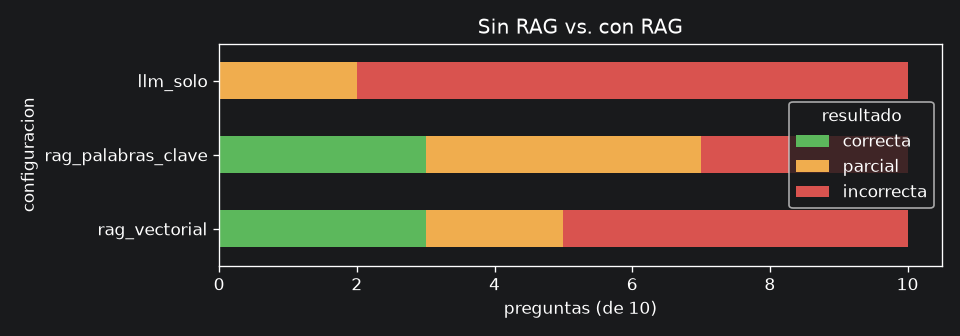 Sin RAG vs. con RAG
configuracion
llm_solo
rag_palabras_clave
rag_vectorial
resultado
correcta
parcial
incorrecta
0 2 4 6 8 10
preguntas (de 10)